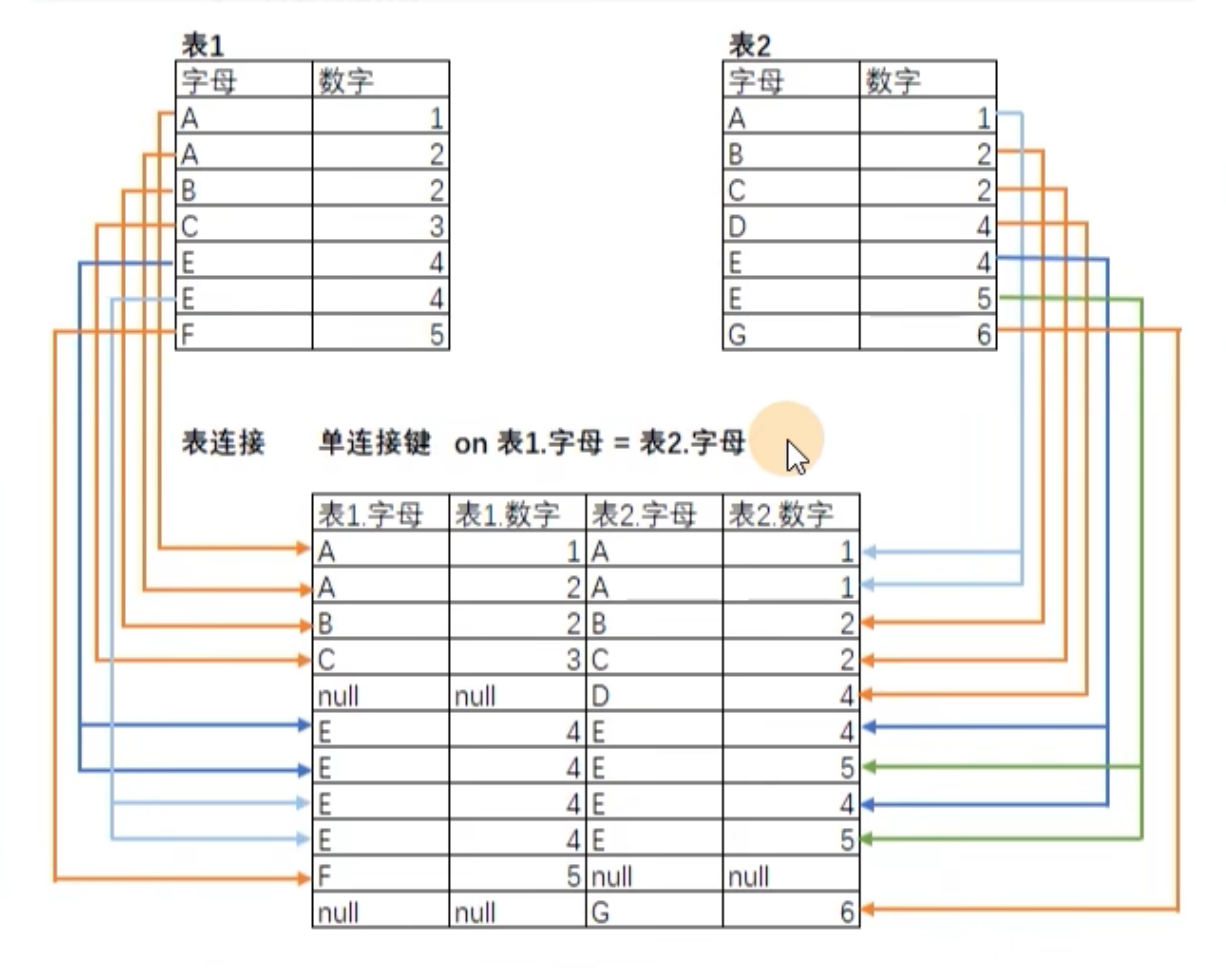 表1 表2
字母 数字 字母 数字
A 1 A 1
A 2 B 2
B 2 C 2
C 3 D 4
E 4 E 4
E 4 E 5
F 5 G 6
表连接 单连接键 on 表1.字母 = 表2.字母
表1.字母 表1.数字 表2.字母 表2.数字
A 1 A 1
A 2 A 1
B 2 B 2
C 3 C 2
null null D 4
E 4 E 4
E 4 E 5
E 4 E 4
E 4 E 5
F 5 null null
null null G 6